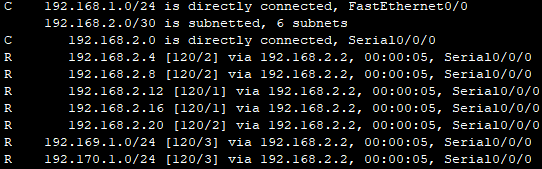 C 192.168.1.0/24 is directly connected, FastEthernet0/0
192.168.2.0/30 is subnetted, 6 subnets
C 192.168.2.0 is directly connected, Serial0/0/0
R 192.168.2.4 [120/2] via 192.168.2.2, 00:00:05, Serial0/0/0
R 192.168.2.8 [120/2] via 192.168.2.2, 00:00:05, Serial0/0/0
R 192.168.2.12 [120/1] via 192.168.2.2, 00:00:05, Serial0/0/0
R 192.168.2.16 [120/1] via 192.168.2.2, 00:00:05, Serial0/0/0
R 192.168.2.20 [120/2] via 192.168.2.2, 00:00:05, Serial0/0/0
R 192.169.1.0/24 [120/3] via 192.168.2.2, 00:00:05, Serial0/0/0
R 192.170.1.0/24 [120/3] via 192.168.2.2, 00:00:05, Serial0/0/0